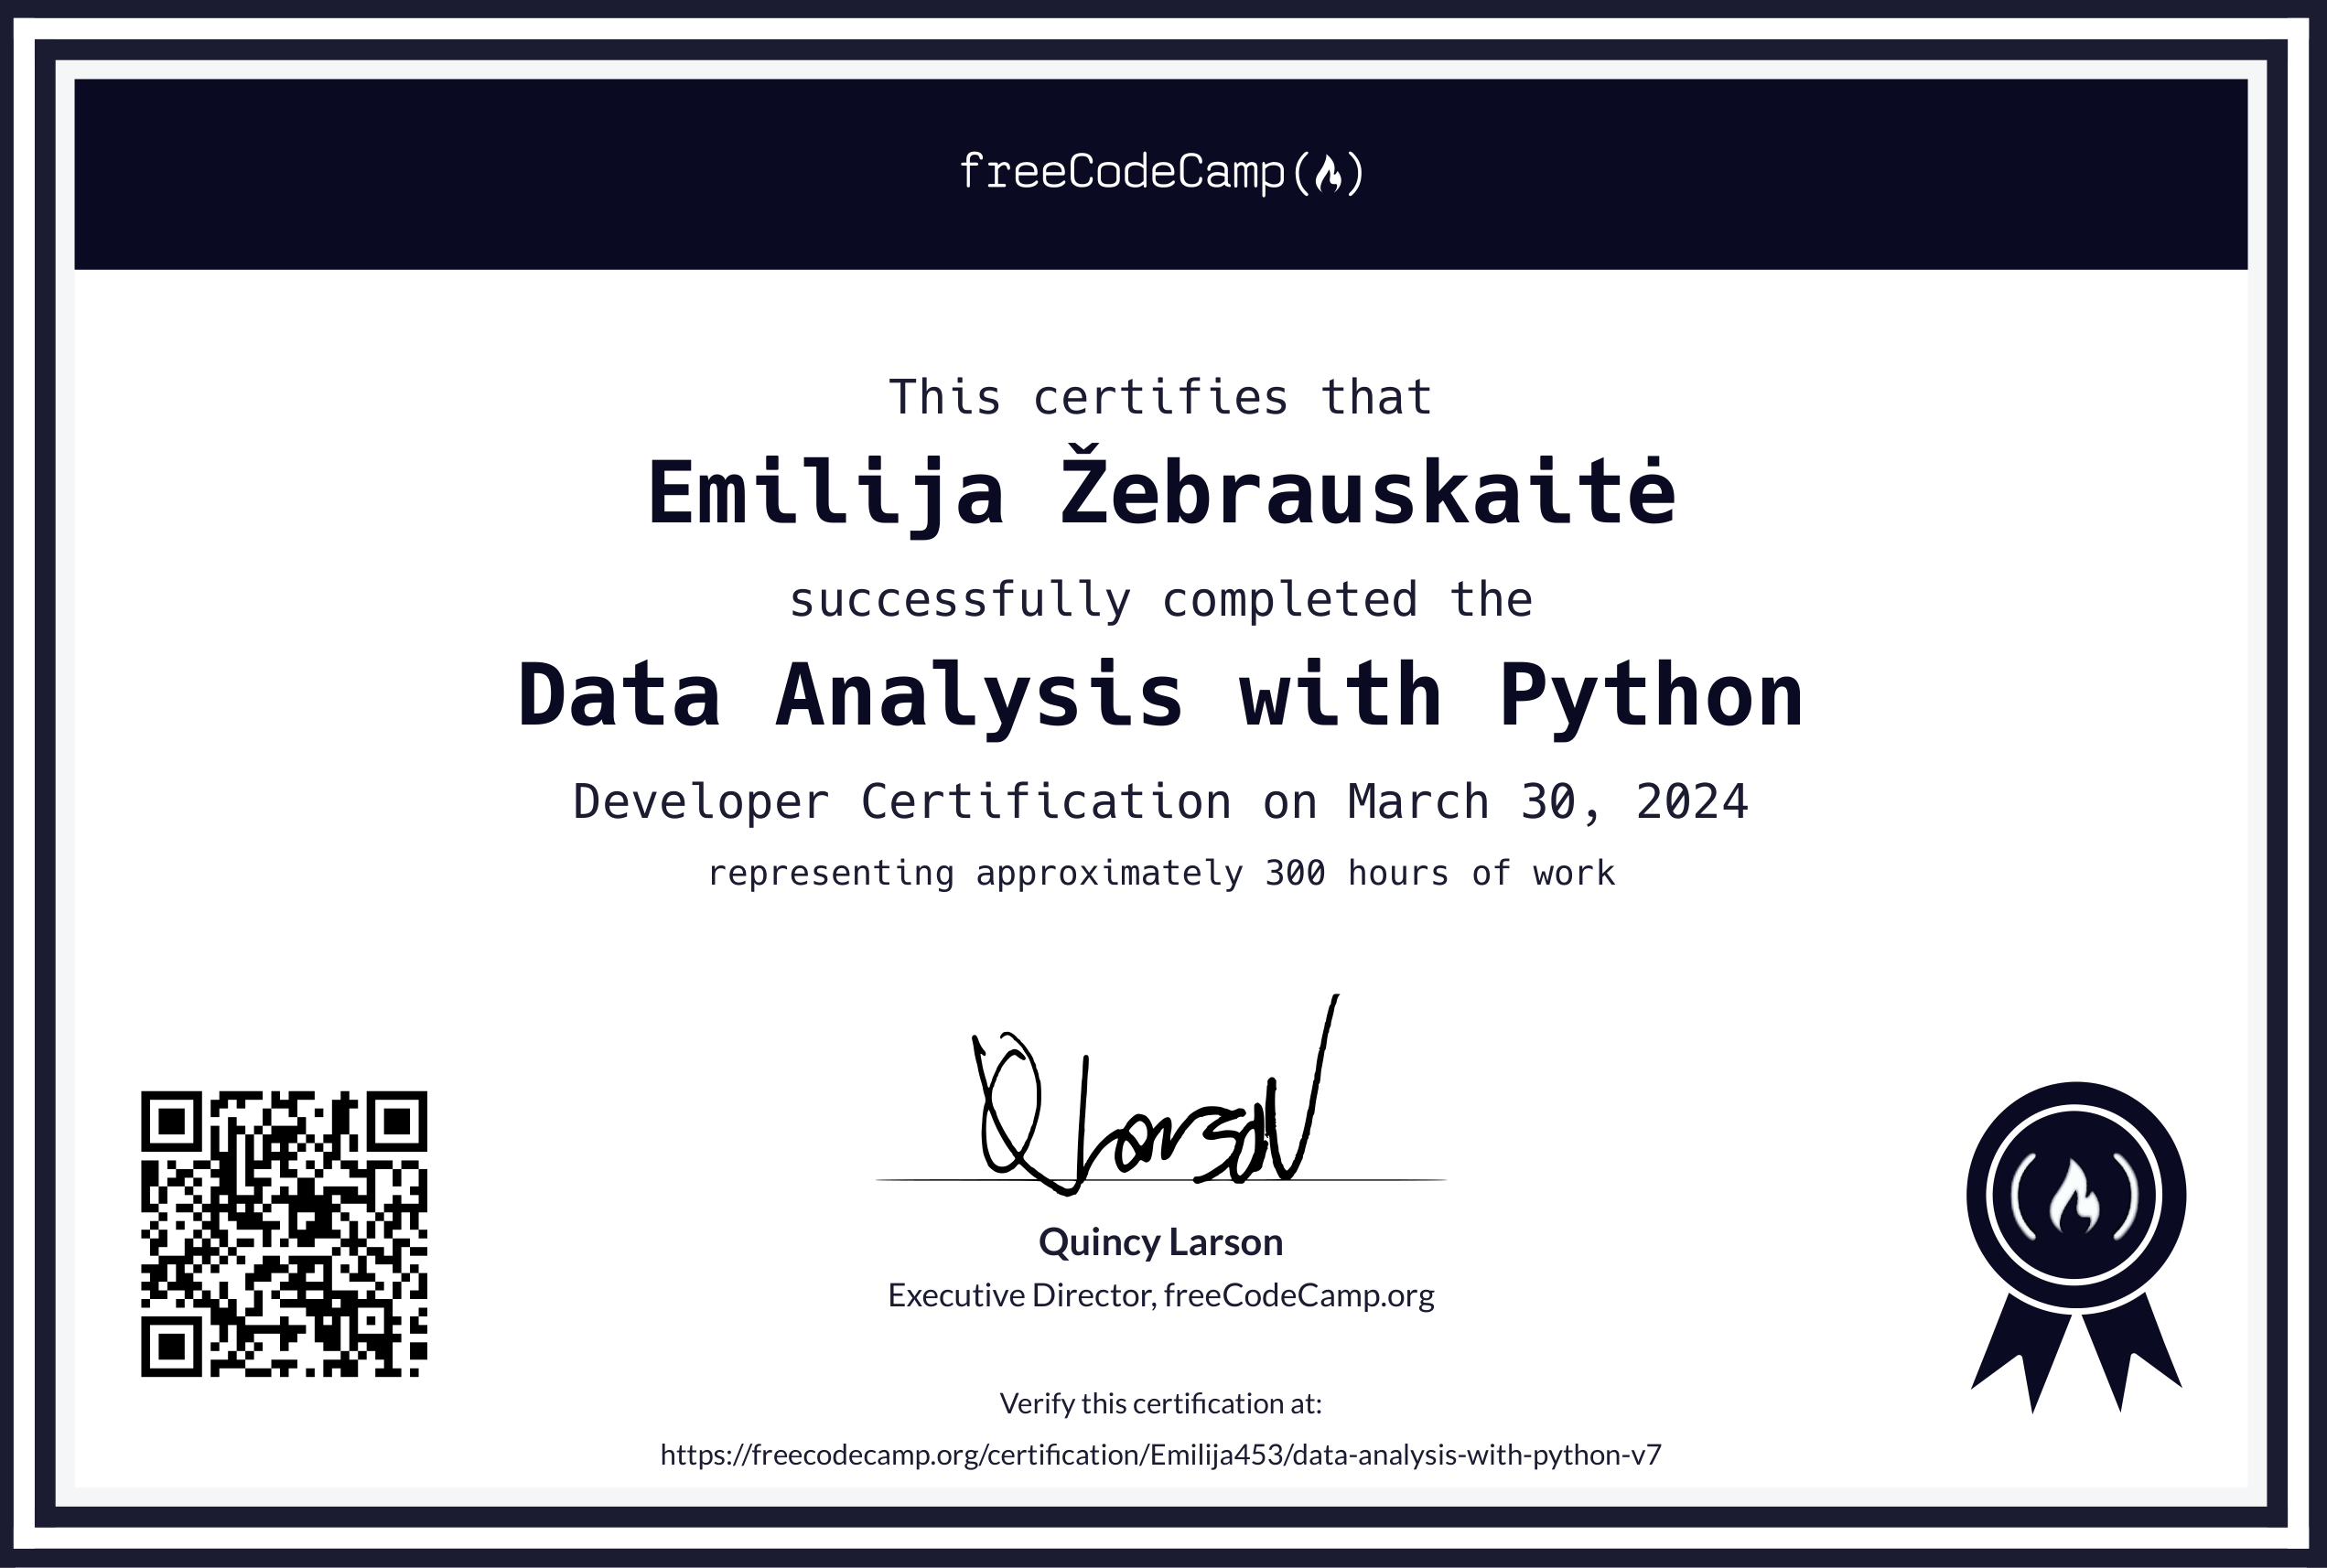 freeCodeCamp
This certifies that
Emilija Žebrauskaitė
successfully completed the
Data Analysis with Python
Developer Certification on March 30, 2024
representing approximately 300 hours of work
Quincy Larson
Executive Director, freeCodeCamp.org
Verify this certification at:
https://freecodecamp.org/certification/Emilija453/data-analysis-with-python-v7